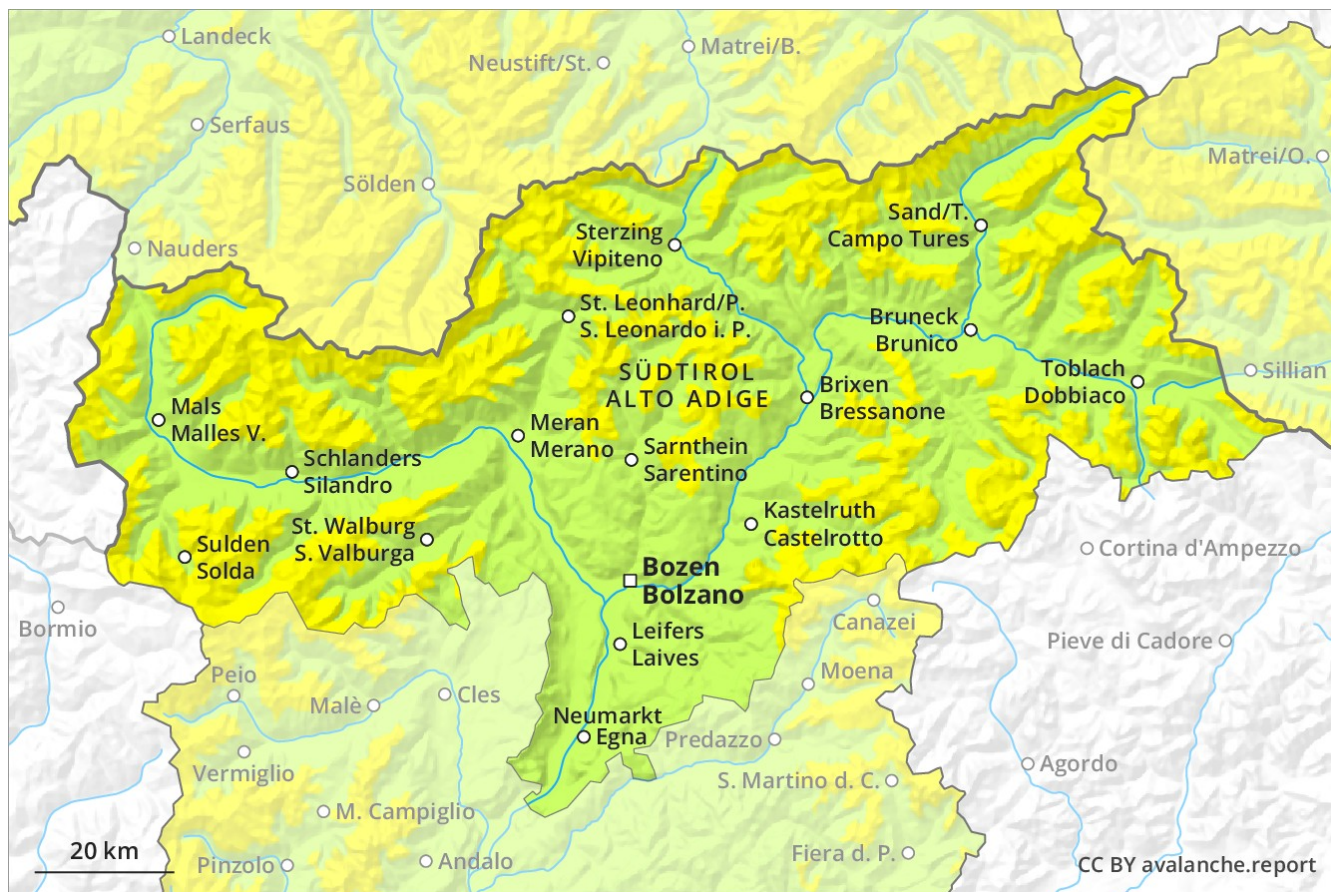 Landeck
Matrei/B.
Neustift/St.
Serfaus
Matrei/O.
Sölden
Sand/T.
Campo Tures
Sterzing
Vipiteno
Nauders
St. Leonhard/P.
S. Leonardo i. P.
Bruneck
Brunico
SÜDTIROL
ALTO ADIGE
Toblach
Dobbiaco
Sillian
Brixen
Bressanone
Mals
Malles V.
Meran
Merano
Sarnthein
Sarentino
Schlanders
Silandro
Kastelruth
Castelrotto
St. Walburg
S. Valburga
Sulden
Solda
Cortina d'Ampezzo
Bozen
Bolzano
Bormio
Canazei
Leifers
Laives
Pieve di Cadore
Peio
Moena
Malè
Cles
Neumarkt
Egna
Predazzo
Vermiglio
Agordo
S. Martino d. C.
M. Campiglio
20 km
Pinzolo
Andalo
Fiera d. P.
CC BY avalanche.report